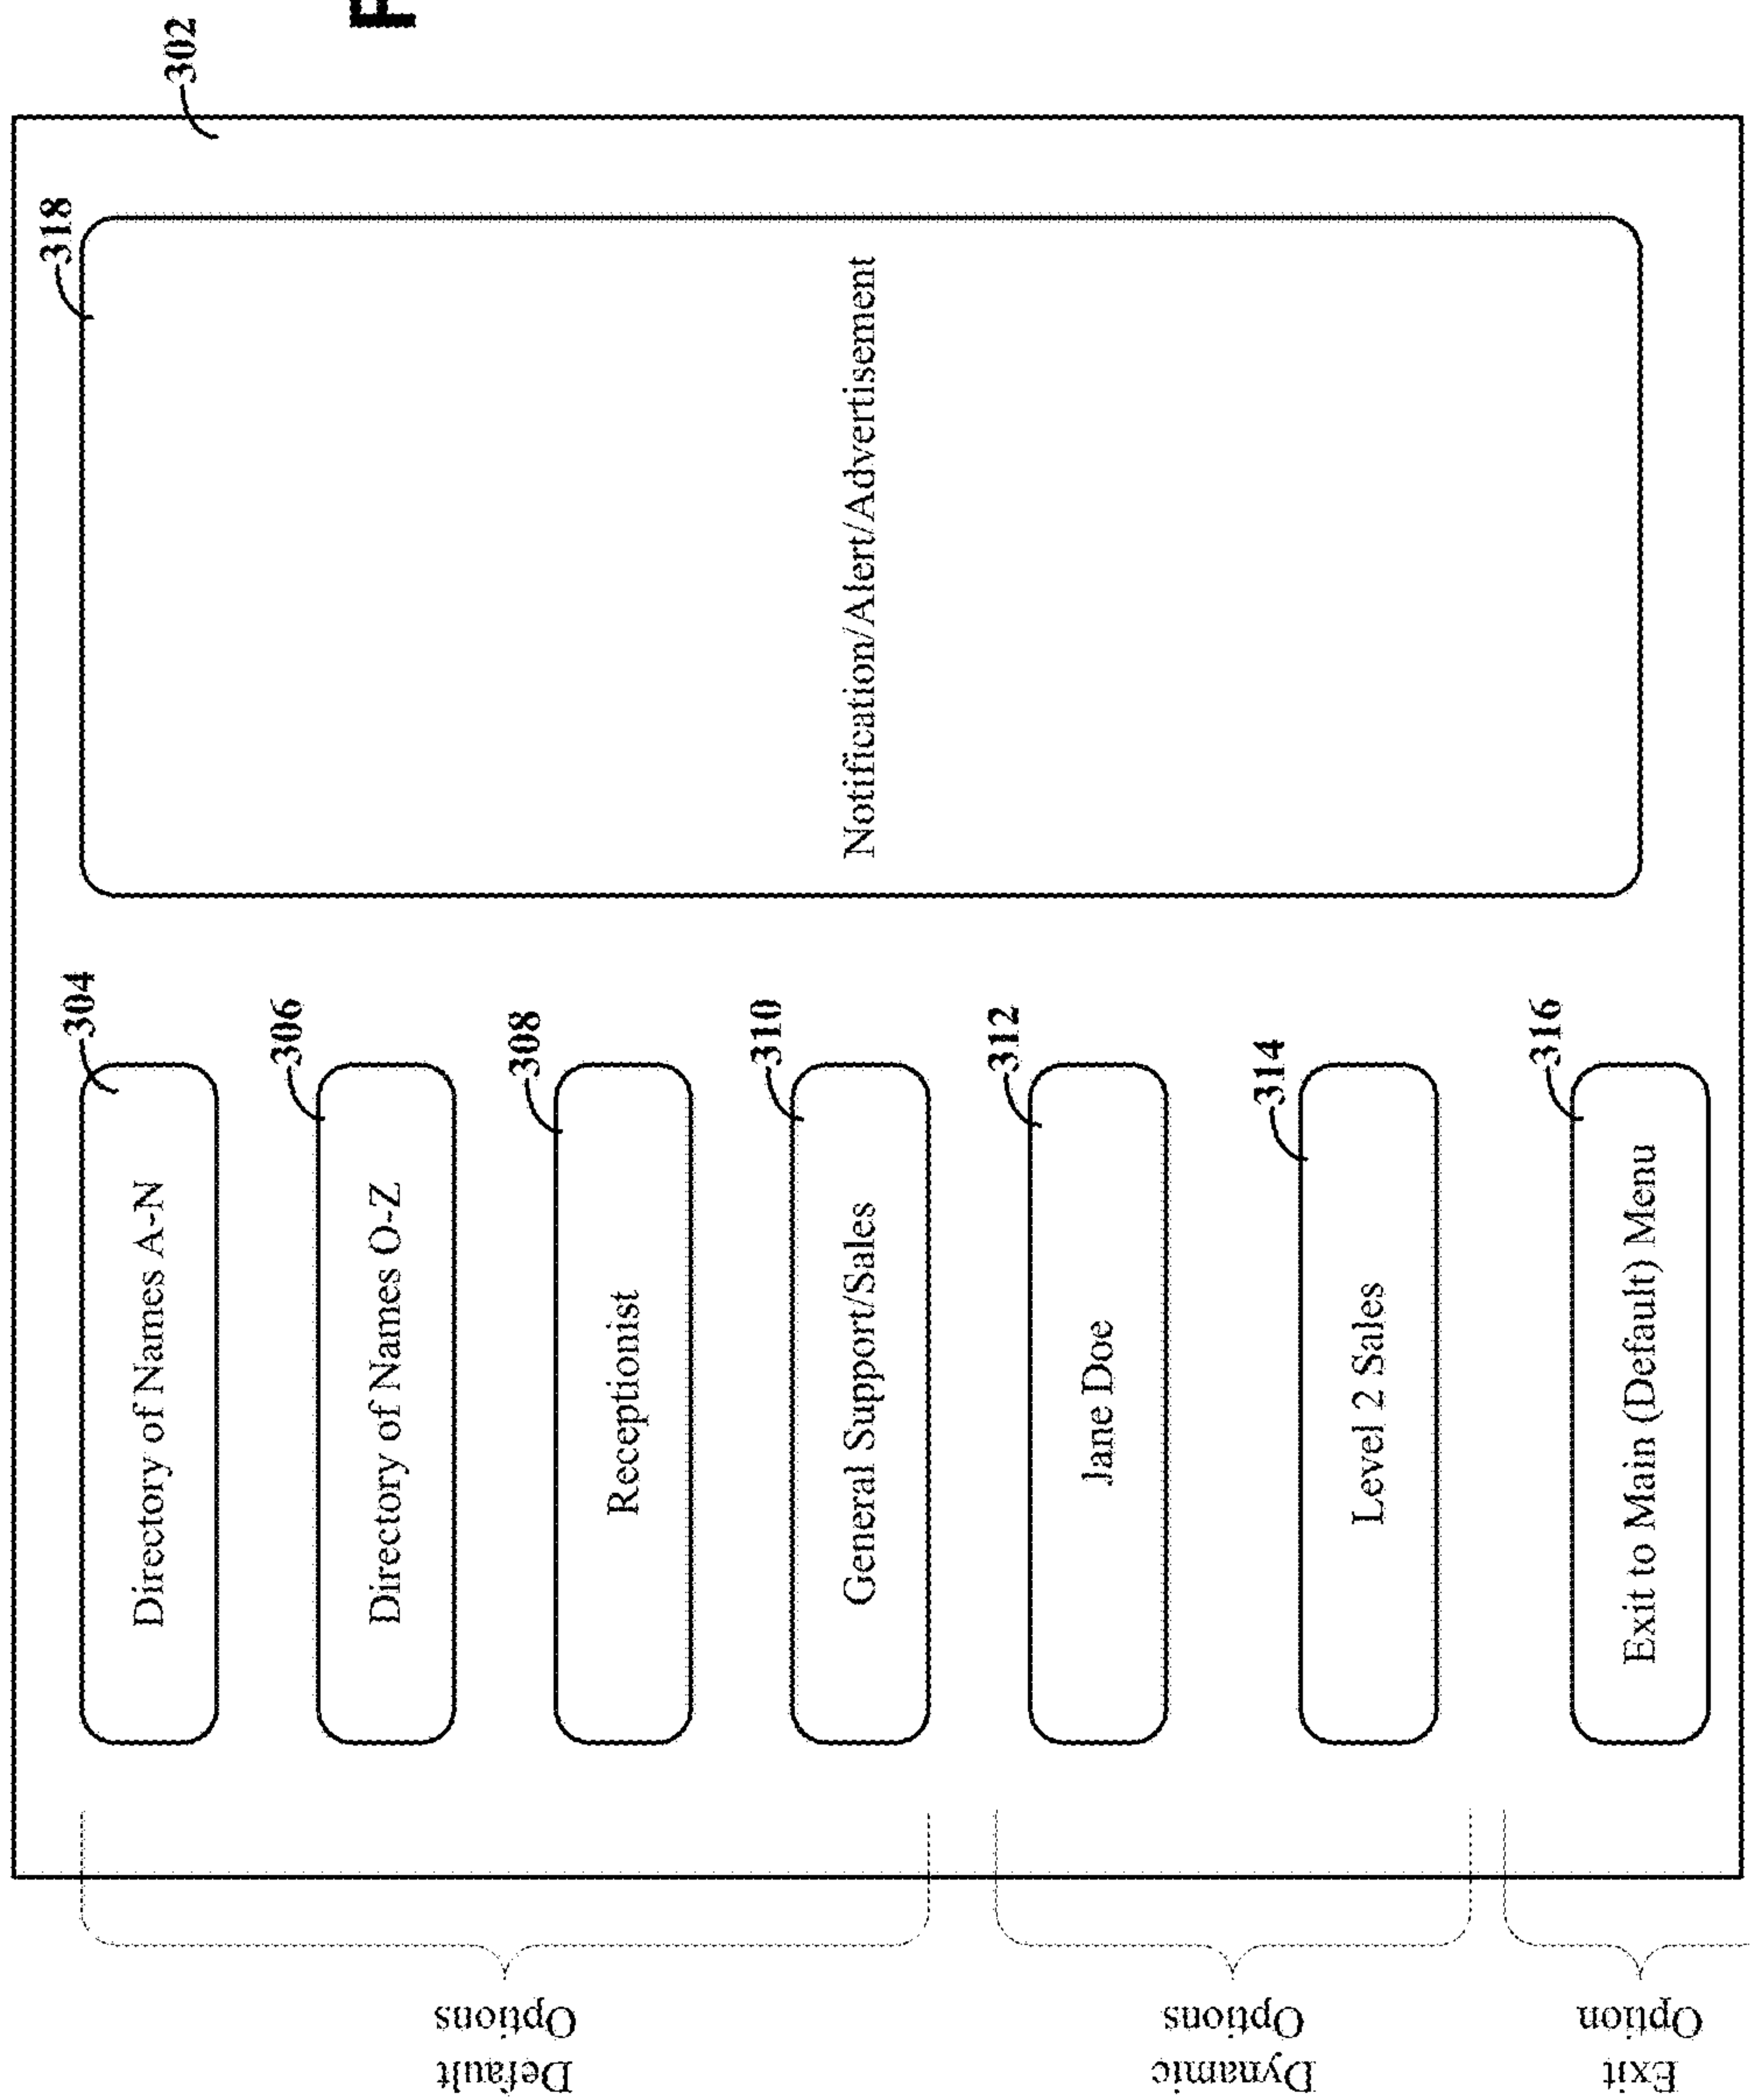 F
302
318
Notification/Alert/Advertisement
304
Directory of Names A-N
306
Directory of Names O-Z
308
Receptionist
310
General Support/Sales
312
Jane Doe
314
Level 2 Sales
316
Exit to Main (Default) Menu
Default
Options
Dynamic
Options
Exit
Option